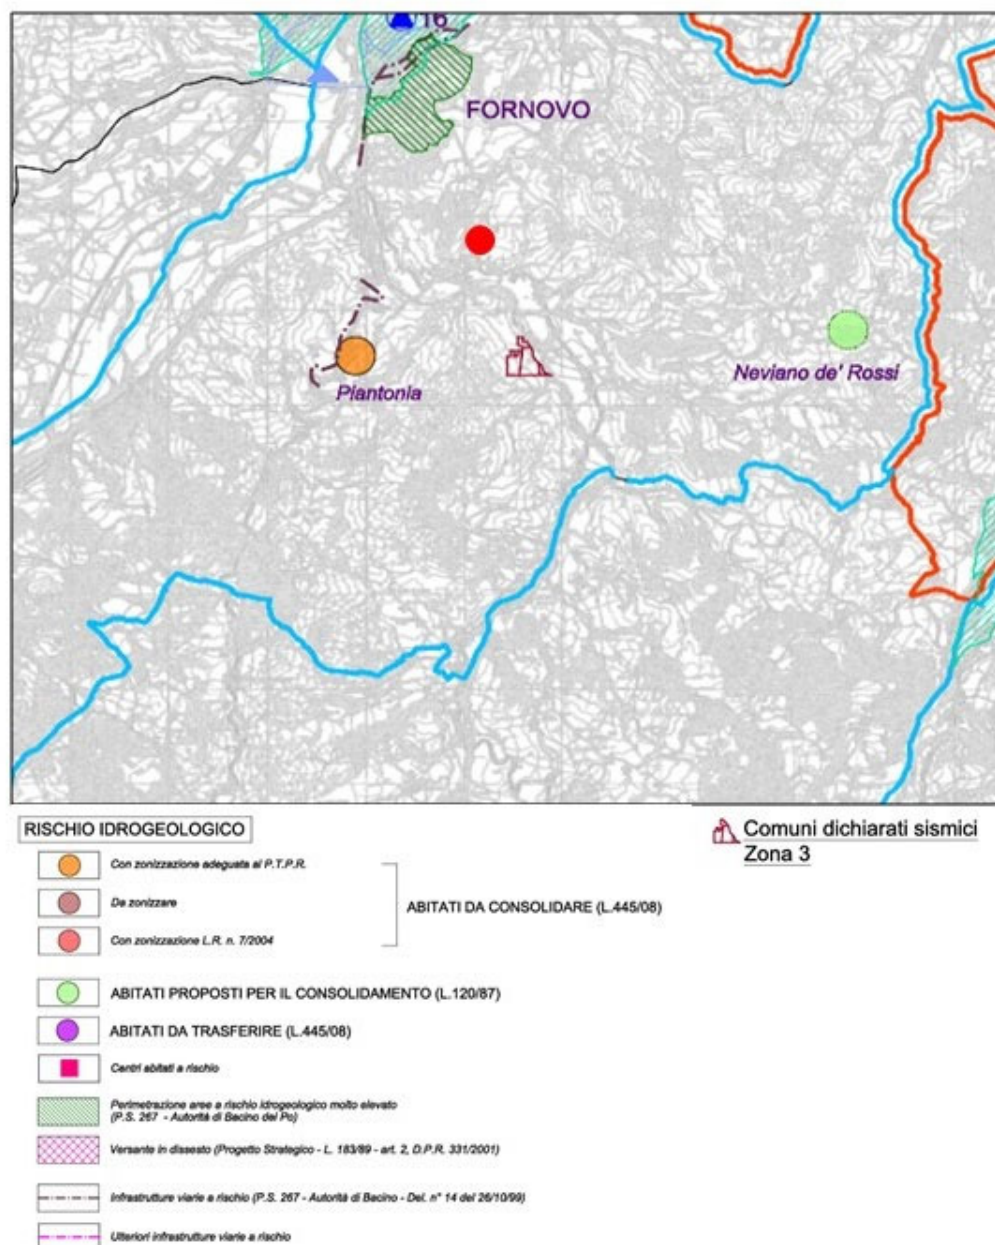 16
FORNOVO
Neviano de' Rossi
Piantonia
RISCHIO IDROGEOLOGICO
Comuni dichiarati sismici
Zona 3
Con zonizzazione adeguata al P.T.P.R.
Da zonizzare
ABITATI DA CONSOLIDARE (L.445/08)
Con zonizzazione L.R. n. 7/2004
ABITATI PROPOSTI PER IL CONSOLIDAMENTO (L.120/87)
ABITATI DA TRASFERIRE (L.445/08)
Centri abitati a rischio
Perimetrazione aree a rischio idrogeologico molto elevato
(P.S. 267 - Autorità di Bacino del Po)
Versante in dissesto (Progetto Strategico - L. 183/89 - art. 2, D.P.R. 331/2001)
Infrastrutture viarie a rischio (P.S. 267 - Autorità di Bacino - Del. n° 14 del 26/10/99)
Ulteriori infrastrutture viarie a rischio